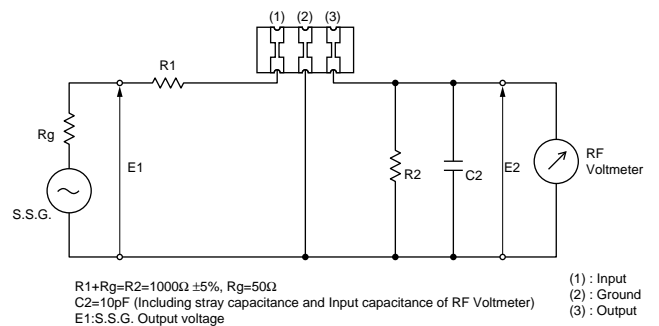 (1) (2) (3)
R1
Rg
E1
S.S.G.
R2
C2
E2
RF
Voltmeter
R1+Rg=R2=1000Ω ±5%, Rg=50Ω
C2=10pF (Including stray capacitance and Input capacitance of RF Voltmeter)
E1:S.S.G. Output voltage
(1) : Input
(2) : Ground
(3) : Output